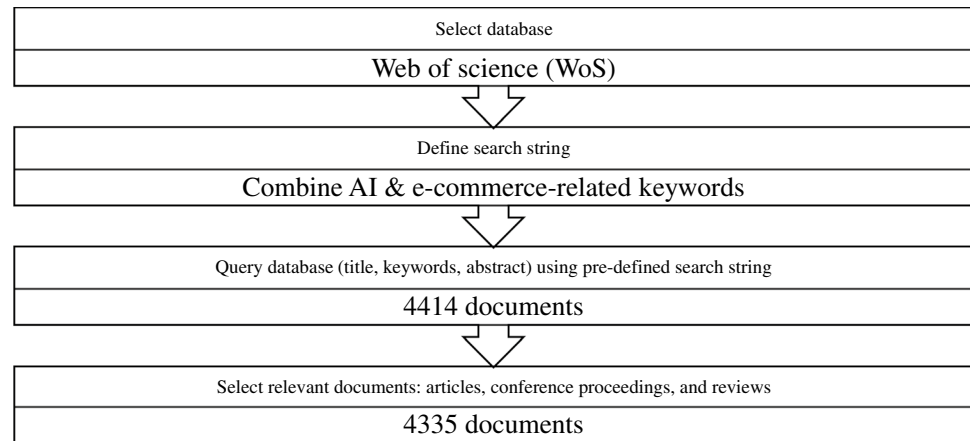 Select database
Web of science (WoS)
Define search string
Combine AI & e-commerce-related keywords
Query database (title, keywords, abstract) using pre-defined search string
4414 documents
Select relevant documents: articles, conference proceedings, and reviews
4335 documents